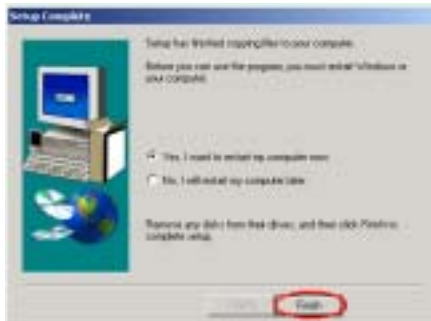 Setup Complete
Setup has finished copying files to your computer.
Before you can use the program, you must restart Windows or
your computer.
Yes, I want to restart my computer now.
No, I will restart my computer later.
Remove any disks from their drives, and then click Finish to
complete setup.
Finish